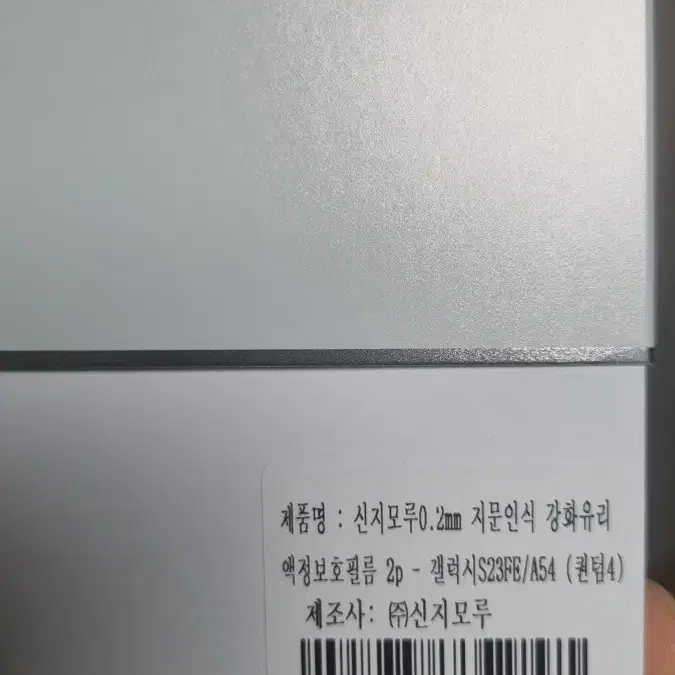 제품명 : 신지모루0.2mm 지문인식 강화유리
액정보호필름 2p - 갤럭시S23FE/A54 (퀀텀4)
제조사: ㈜신지모루